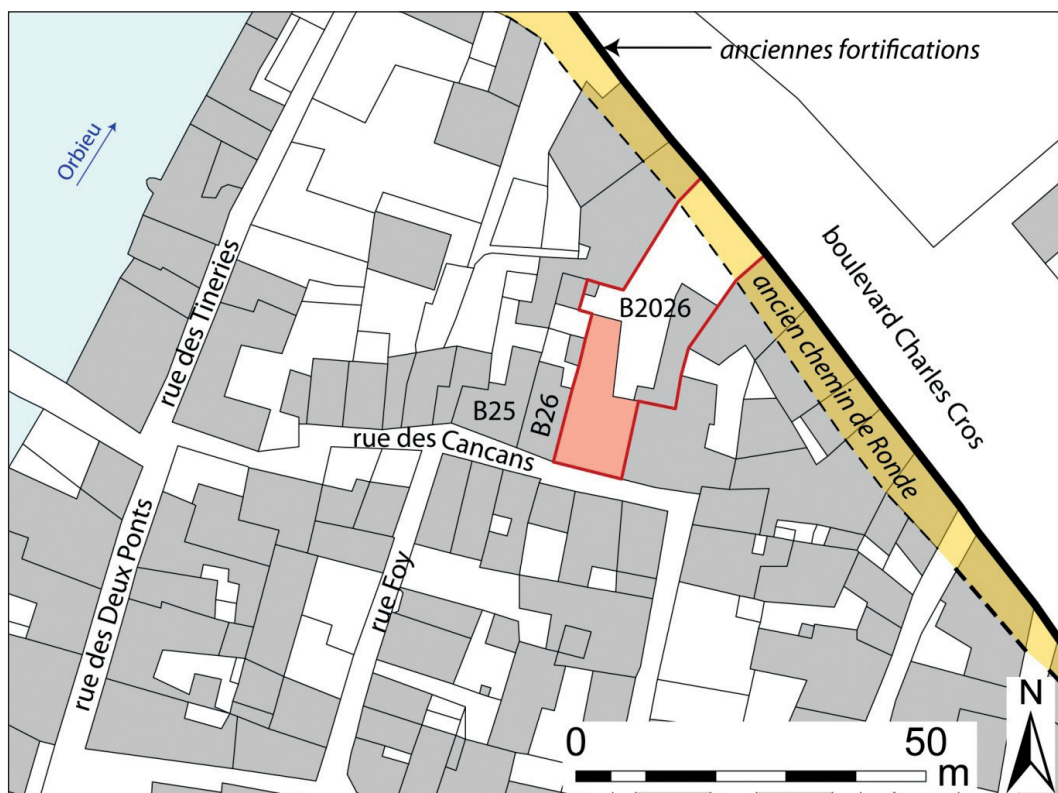 anciennes fortifications
Orbieu
boulevard Charles Cros
rue des Tineries
B2026
ancien chemin de Ronde
B25
B26
rue des Cancans
rue des Deux Ponts
rue Foy
N
0
50
m